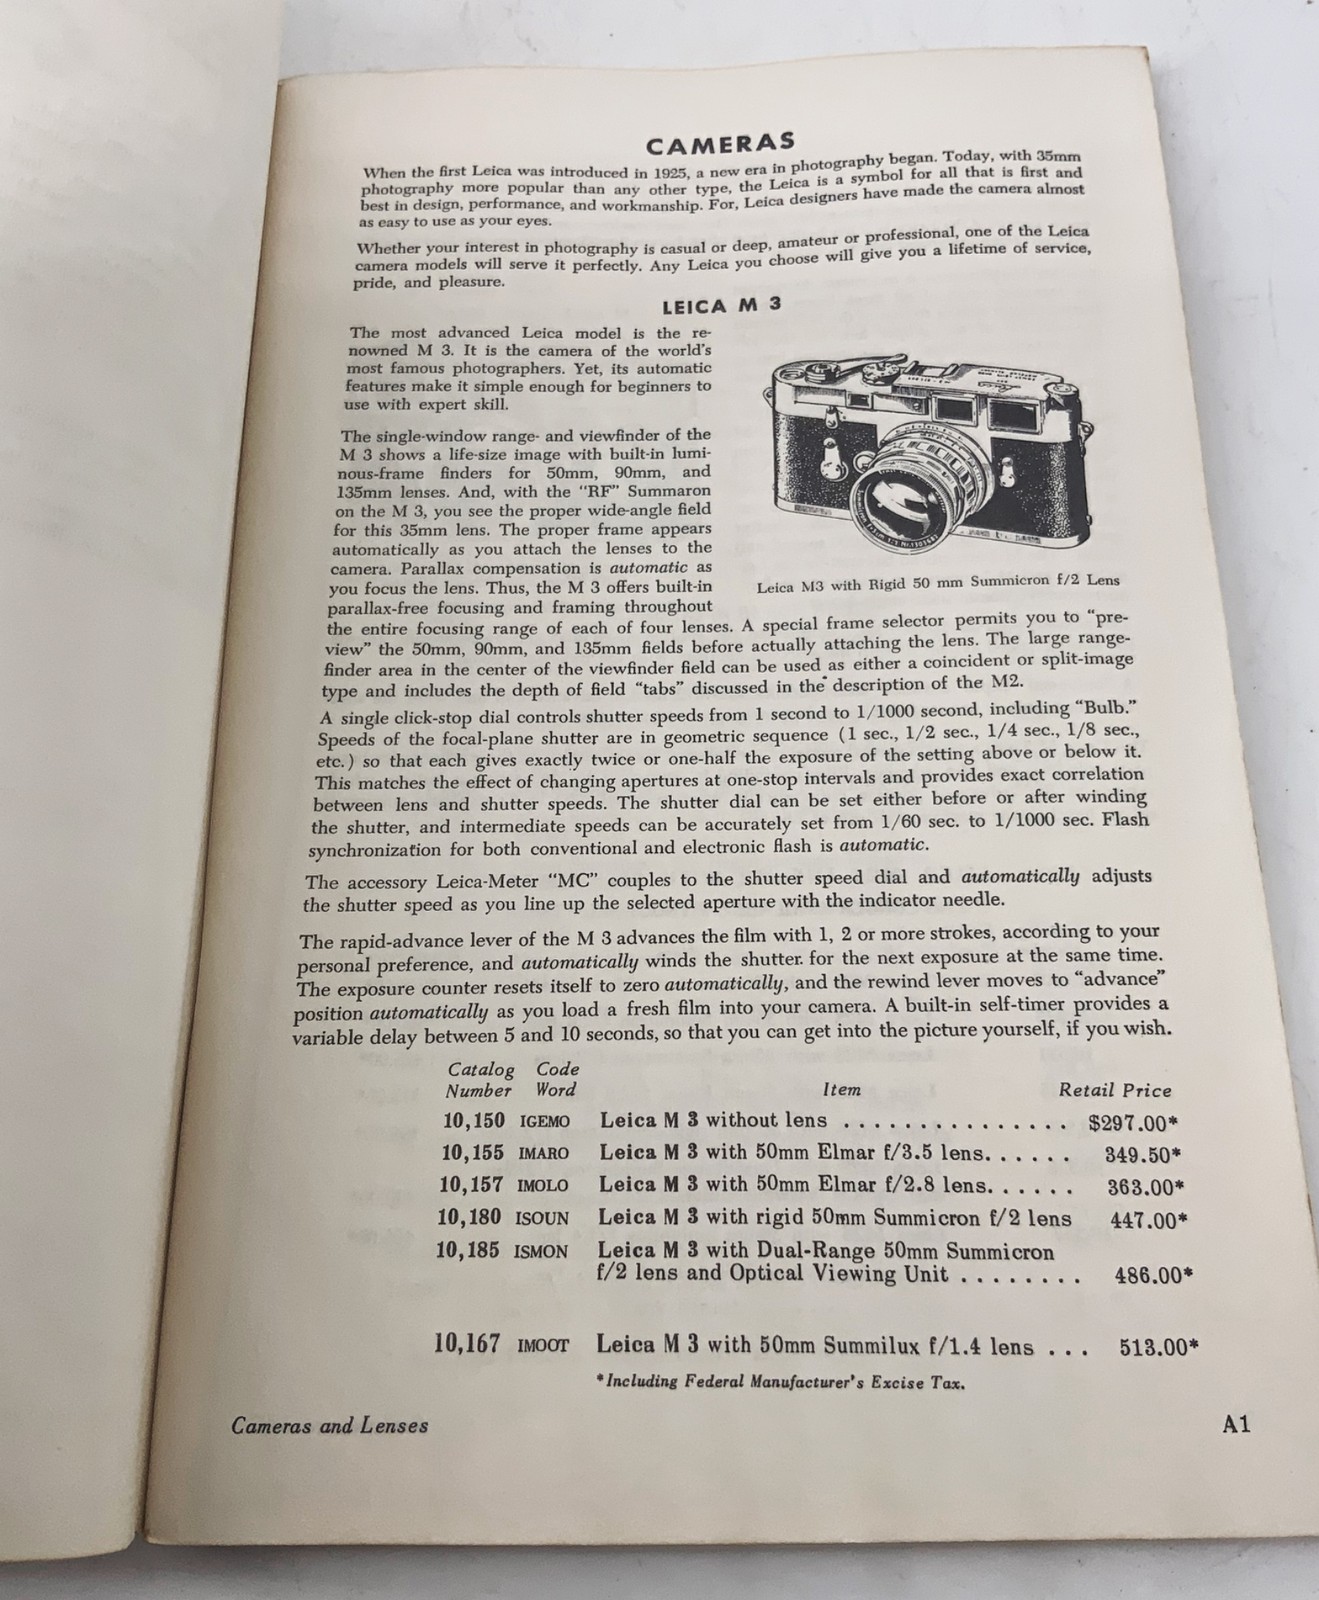 CAMERAS
When the first Leica was introduced in 1925, a new era in photography began. Today, with 35mm
photography more popular than any other type, the Leica is a symbol for all that is first and
best in design, performance, and workmanship. For, Leica designers have made the camera almost
as easy to use as your eyes.
Whether your interest in photography is casual or deep, amateur or professional, one of the Leica
camera models will serve it perfectly. Any Leica you choose will give you a lifetime of service,
pride, and pleasure.
LEICA M 3
The most advanced Leica model is the re-
nowned M 3. It is the camera of the world's
most famous photographers. Yet, its automatic
features make it simple enough for beginners to
use with expert skill.
The single-window range- and viewfinder of the
M 3 shows a life-size image with built-in lumi-
nous-frame finders for 50mm, 90mm, and
135mm lenses. And, with the "RF" Summaron
on the M 3, you see the proper wide-angle field
for this 35mm lens. The proper frame appears
automatically as you attach the lenses to the
camera. Parallax compensation is automatic as
you focus the lens. Thus, the M 3 offers built-in
parallax-free focusing and framing throughout
Leica M3 with Rigid 50 mm Summicron f/2 Lens
the entire focusing range of each of four lenses. A special frame selector permits you to "pre-
view" the 50mm, 90mm, and 135mm fields before actually attaching the lens. The large range-
finder area in the center of the viewfinder field can be used as either a coincident or split-image
type and includes the depth of field "tabs" discussed in the description of the M2.
A single click-stop dial controls shutter speeds from 1 second to 1/1000 second, including "Bulb."
Speeds of the focal-plane shutter are in geometric sequence (1 sec., 1/2 sec., 1/4 sec., 1/8 sec.,
etc.) so that each gives exactly twice or one-half the exposure of the setting above or below it.
This matches the effect of changing apertures at one-stop intervals and provides exact correlation
between lens and shutter speeds. The shutter dial can be set either before or after winding
the shutter, and intermediate speeds can be accurately set from 1/60 sec. to 1/1000 sec. Flash
synchronization for both conventional and electronic flash is automatic.
The accessory Leica-Meter "MC" couples to the shutter speed dial and automatically adjusts
the shutter speed as you line up the selected aperture with the indicator needle.
The rapid-advance lever of the M 3 advances the film with 1, 2 or more strokes, according to your
personal preference, and automatically winds the shutter. for the next exposure at the same time.
The exposure counter resets itself to zero automatically, and the rewind lever moves to "advance"
position automatically as you load a fresh film into your camera. A built-in self-timer provides a
variable delay between 5 and 10 seconds, so that you can get into the picture yourself, if you wish.
Catalog Code
Number Word Item Retail Price
10,150 IGEMO Leica M 3 without lens . . . . . . . . . . . . . . . $297.00*
10,155 IMARO Leica M 3 with 50mm Elmar f/3.5 lens. . . . . . 349.50*
10,157 IMOLO Leica M 3 with 50mm Elmar f/2.8 lens. . . . . . 363.00*
10,180 ISOUN Leica M 3 with rigid 50mm Summicron f/2 lens 447.00*
10,185 ISMON Leica M 3 with Dual-Range 50mm Summicron
f/2 lens and Optical Viewing Unit . . . . . . . . 486.00*
10,167 IMOOT Leica M 3 with 50mm Summilux f/1.4 lens . . . 513.00*
*Including Federal Manufacturer's Excise Tax.
Cameras and Lenses A1